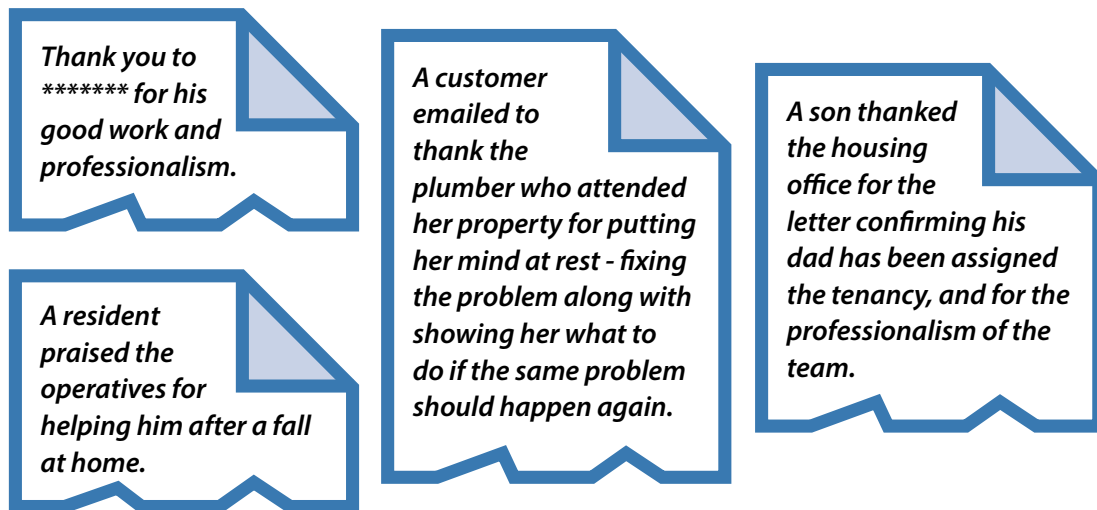 Thank you to
******* for his
good work and
professionalism.
A resident
praised the
operatives for
helping him after a fall
at home.
A customer
emailed to
thank the
plumber who attended
her property for putting
her mind at rest - fixing
the problem along with
showing her what to
do if the same problem
should happen again.
A son thanked
the housing
office for the
letter confirming his
dad has been assigned
the tenancy, and for the
professionalism of the
team.